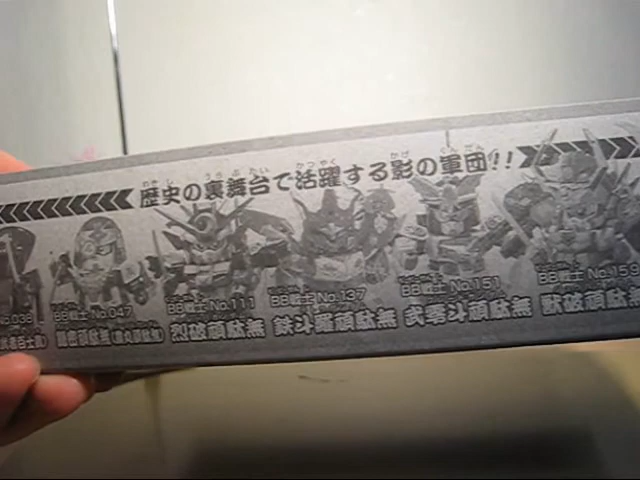 歴史の裏舞台で活躍する影の軍団!!
BB戦士 No.047
BB戦士 No.111
烈破頑駄無
BB戦士 No.137
鉄斗羅頑駄無
BB戦士 No.151
弐零斗頑駄無
BB戦士 No.159
獣破頑駄